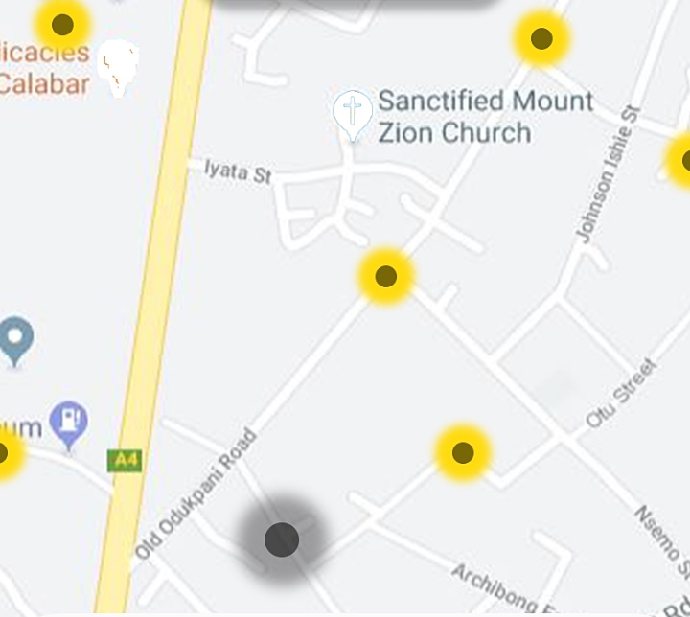 licacies
Calabar
Sanctified Mount
Zion Church
Iyata St
Johnson Ishie St
Otu Street
um
A4
Old Odukpani Road
Nsemo S
Archibong E
Rd